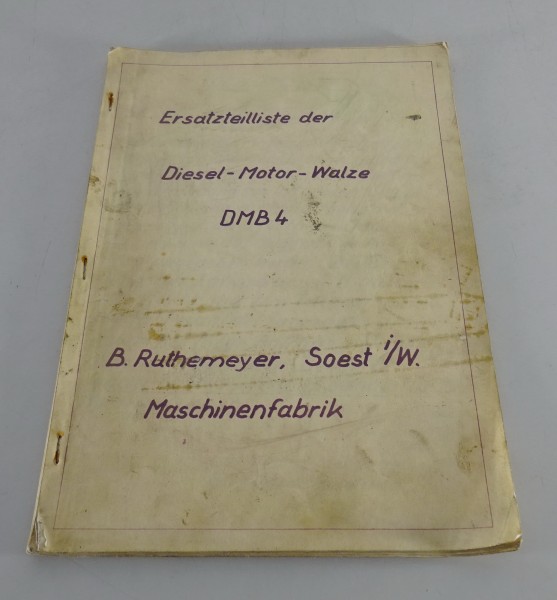 Ersatzteilliste der
Diesel-Motor-Walze
DMB 4
B. Ruthemeyer, Soest i/W.
Maschinenfabrik